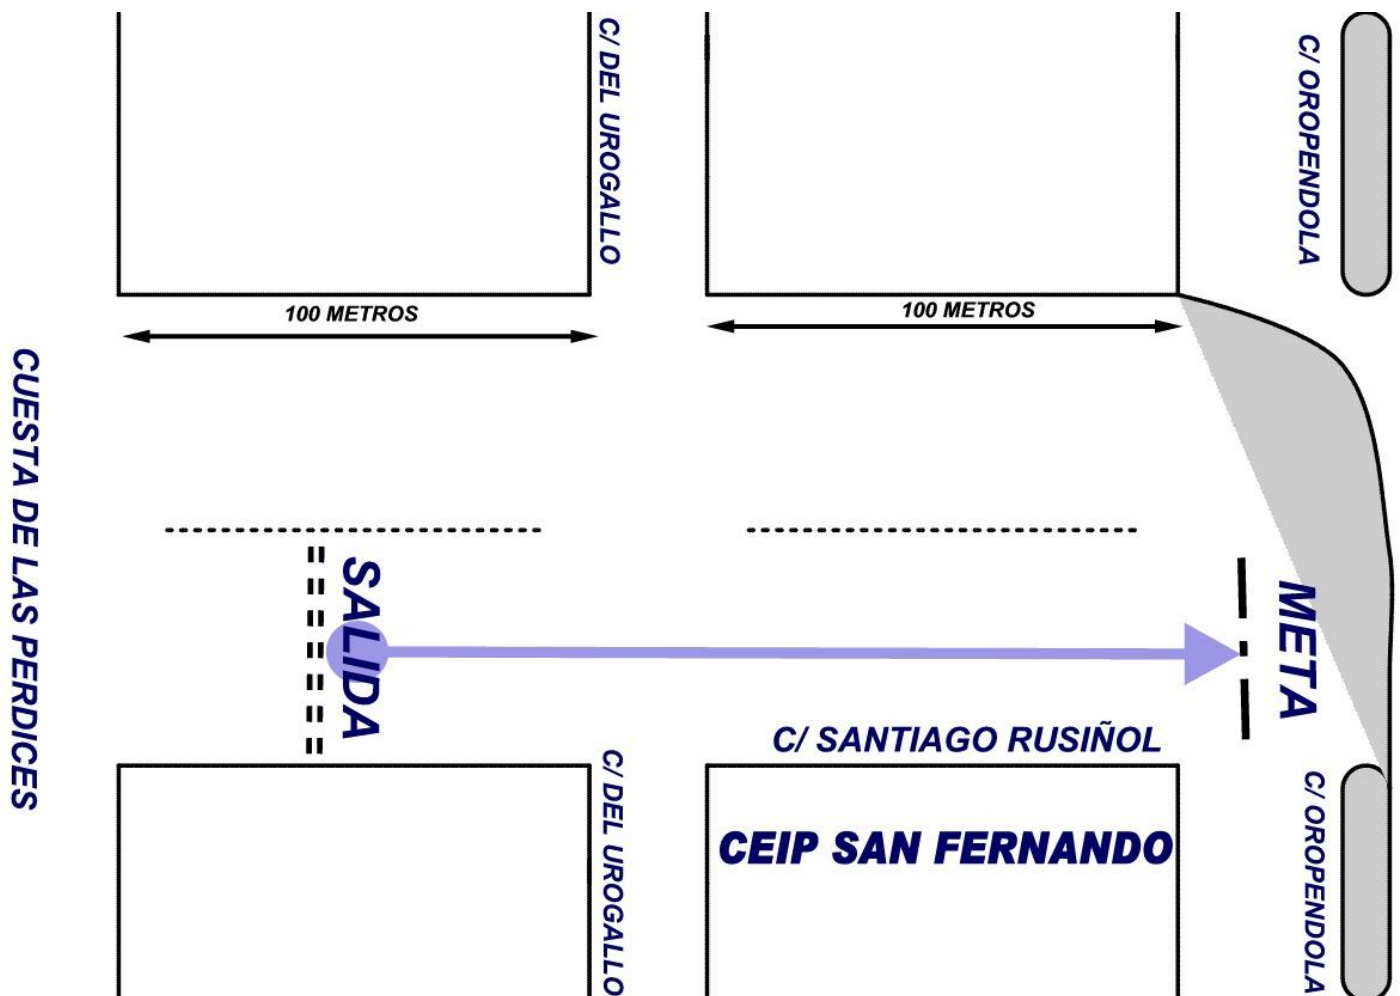 C/ DEL UROGALLO
C/ OROPENDOLA
100 METROS
100 METROS
CUESTA DE LAS PERDICES
SALIDA
META
C/ SANTIAGO RUSIÑOL
C/ DEL UROGALLO
CEIP SAN FERNANDO
C/ OROPENDOLA